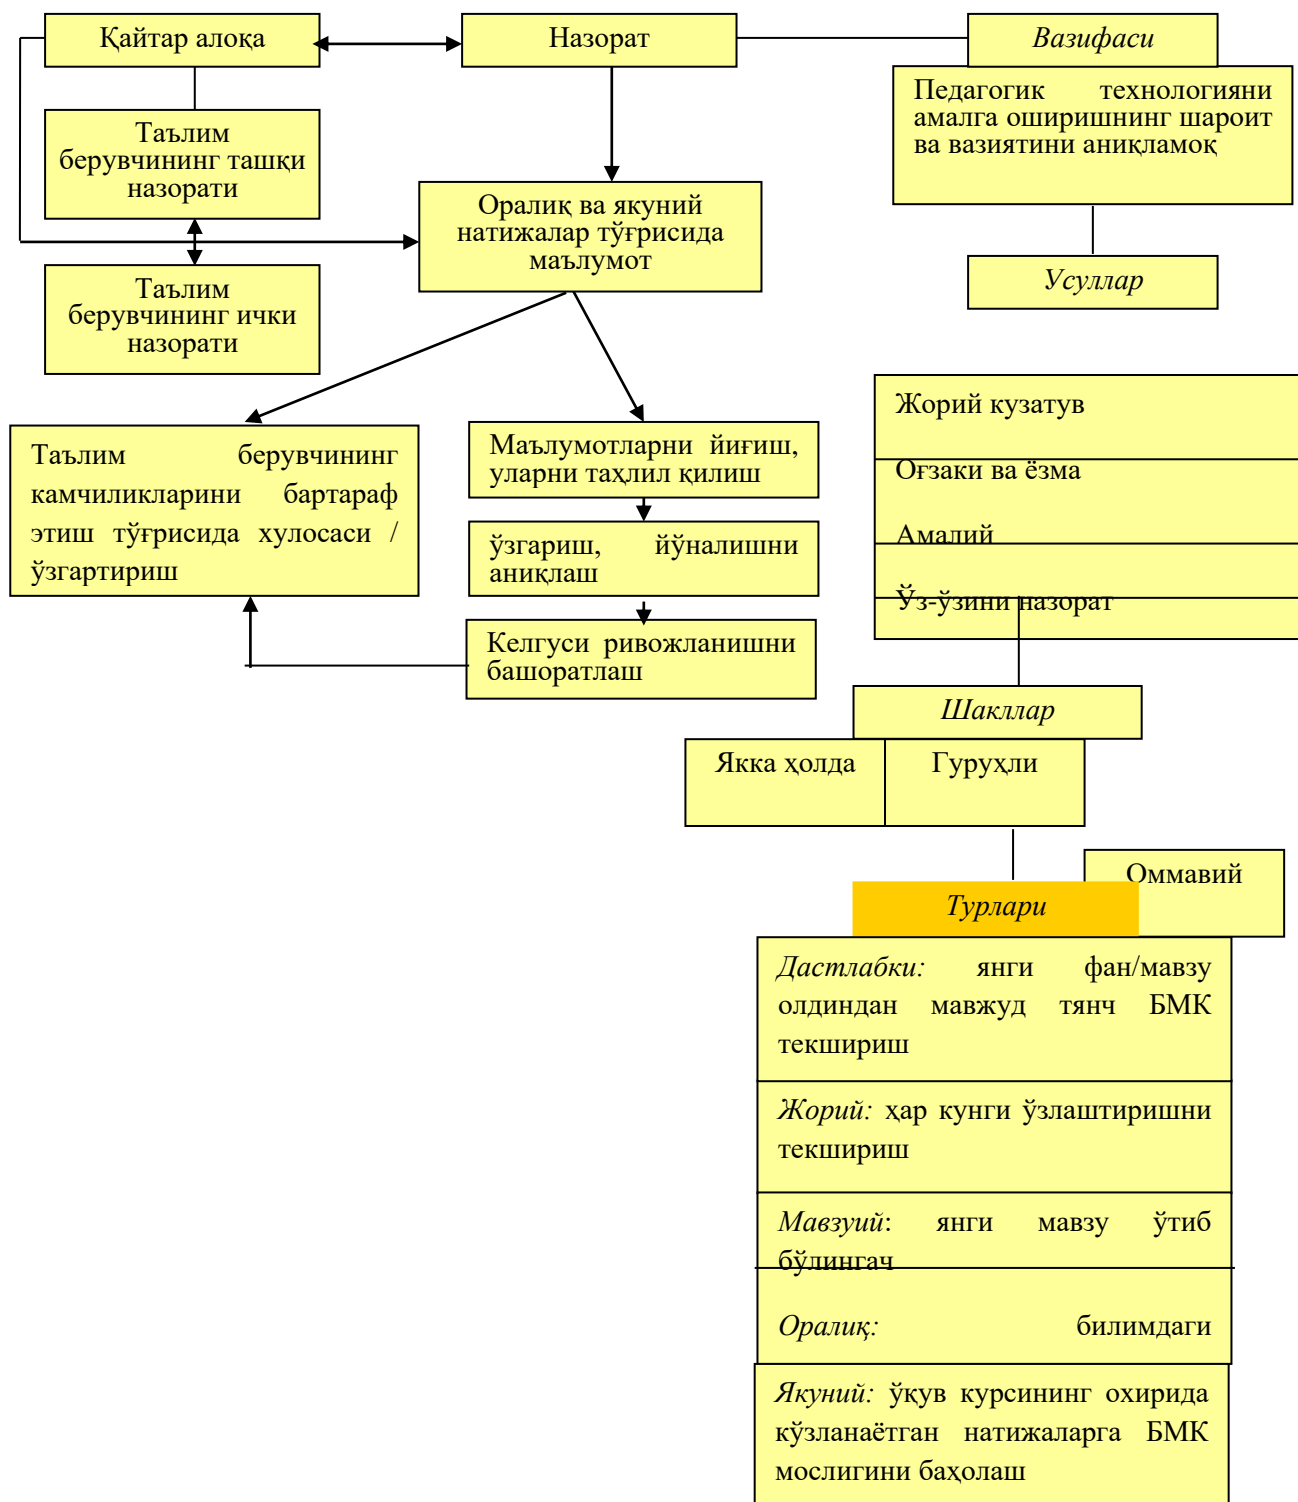 Қайтар алоқа
Назорат
Вазифаси
Педагогик технологияни
амалга оширишнинг шароит
ва вазиятини аниқламоқ
Таълим
берувчининг ташқи
назорати
Оралиқ ва якуний
натижалар тўғрисида
маълумот
Усуллар
Таълим
берувчининг ички
назорати
Жорий кузатув
Оғзаки ва ёзма
Амалий
Ўз-ўзини назорат
Таълим берувчининг
камчиликларини бартараф
этиш тўғрисида хулосаси /
ўзгартириш
Маълумотларни йиғиш,
уларни таҳлил қилиш
ўзгариш, йўналишни
аниқлаш
Келгуси ривожланишни
башоратлаш
Шакллар
Якка ҳолда
Гуруҳли
Оммавий
Турлари
Дастлабки: янги фан/мавзу
олдиндан мавжуд тянч БМК
текшириш
Жорий: ҳар кунги ўзлаштиришни
текшириш
Мавзуий: янги мавзу ўтиб
бўлингач
Оралиқ: билимдаги
Якуний: ўқув курсининг охирида
кўзланаётган натижаларга БМК
мослигини баҳолаш